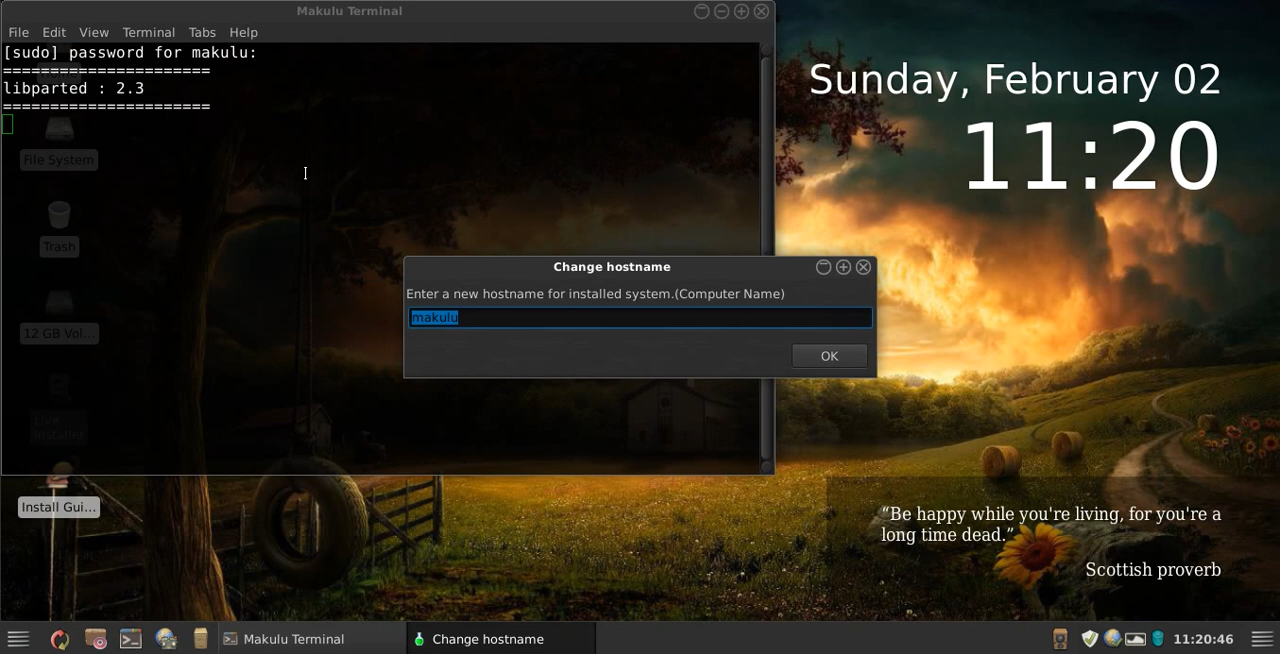 Makulu Terminal
File Edit View Terminal Tabs Help
[sudo] password for makulu:
======================
libparted : 2.3
======================
File System
Trash
12 GB Vol...
Live
Installer
Install Gui...
Sunday, February 02
11:20
Change hostname
Enter a new hostname for installed system.(Computer Name)
makulu
OK
“Be happy while you're living, for you're a
long time dead.”
Scottish proverb
Makulu Terminal
Change hostname
11:20:46